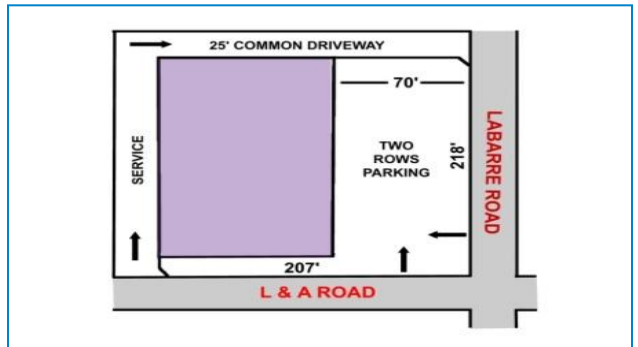 25' COMMON DRIVEWAY
70'
SERVICE
TWO
ROWS
PARKING
218'
LABARRE ROAD
207'
L & A ROAD